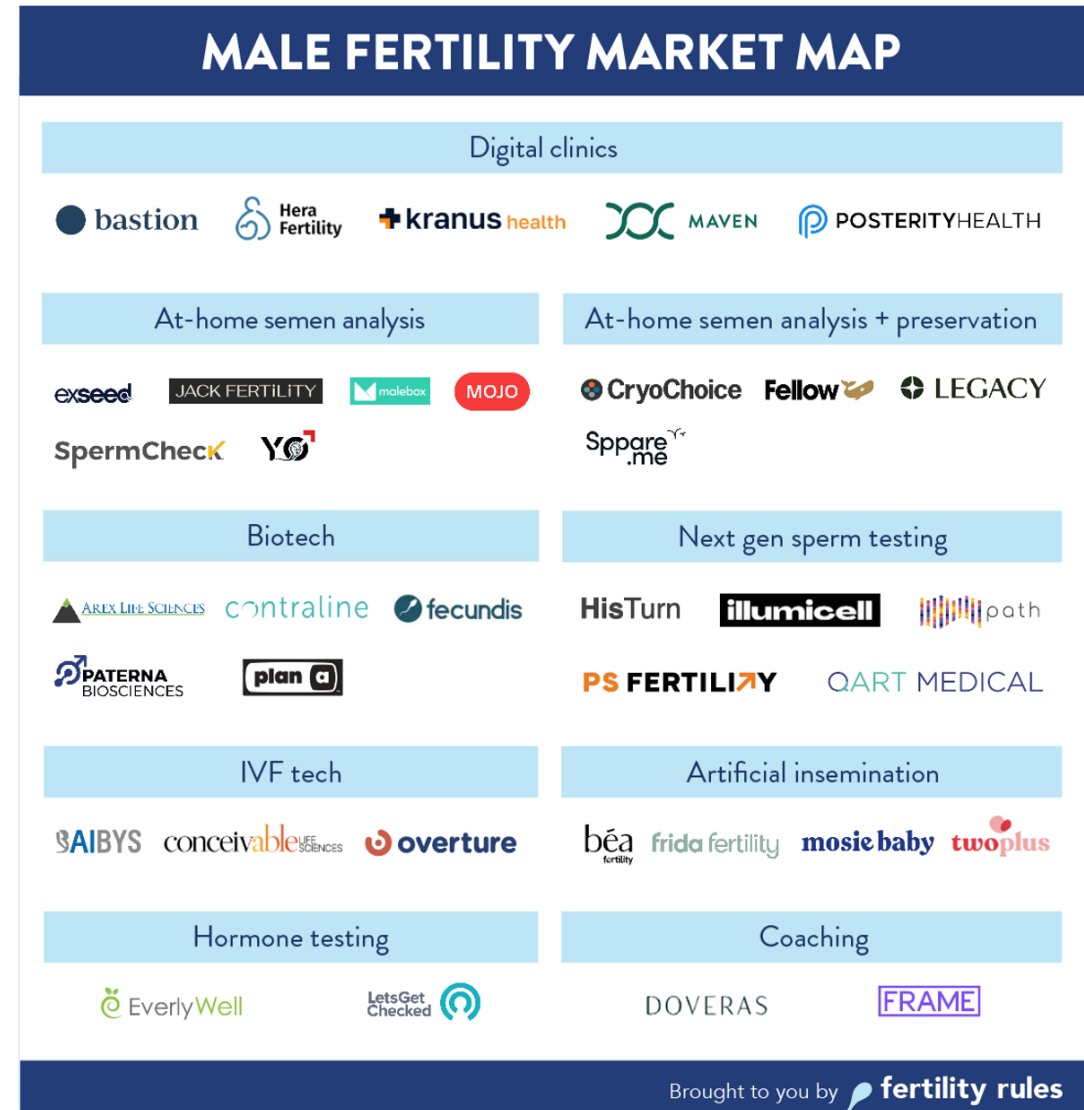 MALE FERTILITY MARKET MAP
Digital clinics
bastion
Hera
Fertility
kranus health
MAVEN
POSTERITYHEALTH
At-home semen analysis
exseed
JACK FERTiLiTY
malebox
MOJO
SpermCheck
YO
At-home semen analysis + preservation
CryoChoice
Fellow
LEGACY
Sppare
.me
Biotech
AREX LIFE SCIENCES
contraline
fecundis
PATERNA
BIOSCIENCES
plan a
Next gen sperm testing
HisTurn
illumicell
path
PS FERTILITY
QART MEDICAL
IVF tech
BAIBYS
conceivable LIFE
SCIENCES
overture
Artificial insemination
béa
fertility
frida fertility
mosie baby
twoplus
Hormone testing
EverlyWell
LetsGet
Checked
Coaching
DOVERAS
FRAME
Brought to you by fertility rules